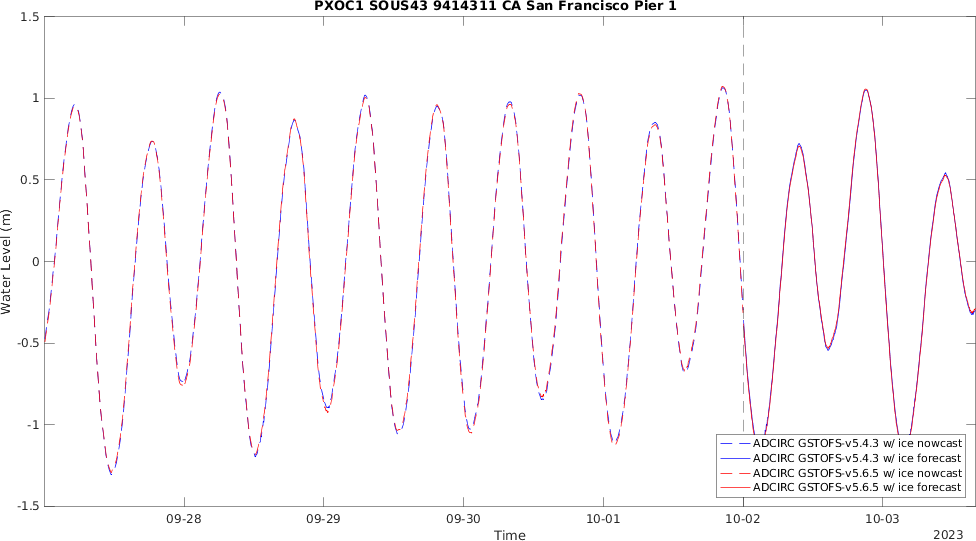 PXOC1 SOUS43 9414311 CA San Francisco Pier 1
1.5
1
0.5
0
-0.5
-1
-1.5
Water Level (m)
ADCIRC GSTOFS-v5.4.3 w/ ice nowcast
ADCIRC GSTOFS-v5.4.3 w/ ice forecast
ADCIRC GSTOFS-v5.6.5 w/ ice nowcast
ADCIRC GSTOFS-v5.6.5 w/ ice forecast
09-28 09-29 09-30 10-01 10-02 10-03
Time
2023